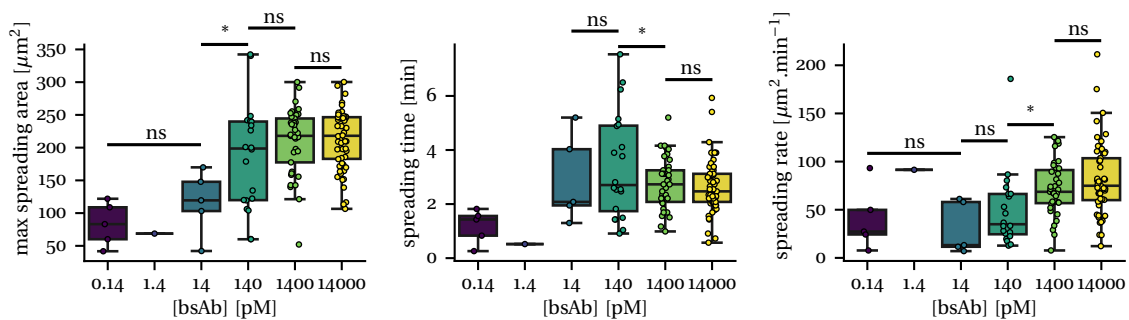 max spreading area [μm²]
350
300
250
200
150
100
50
ns
*
ns
ns
0.14 1.4 14 140 1400 14000
[bsAb] [pM]
spreading time [min]
6
4
2
0
ns
*
ns
0.14 1.4 14 140 1400 14000
[bsAb] [pM]
spreading rate [μm².min⁻¹]
200
150
100
50
0
ns
ns
*
ns
0.14 1.4 14 140 1400 14000
[bsAb] [pM]